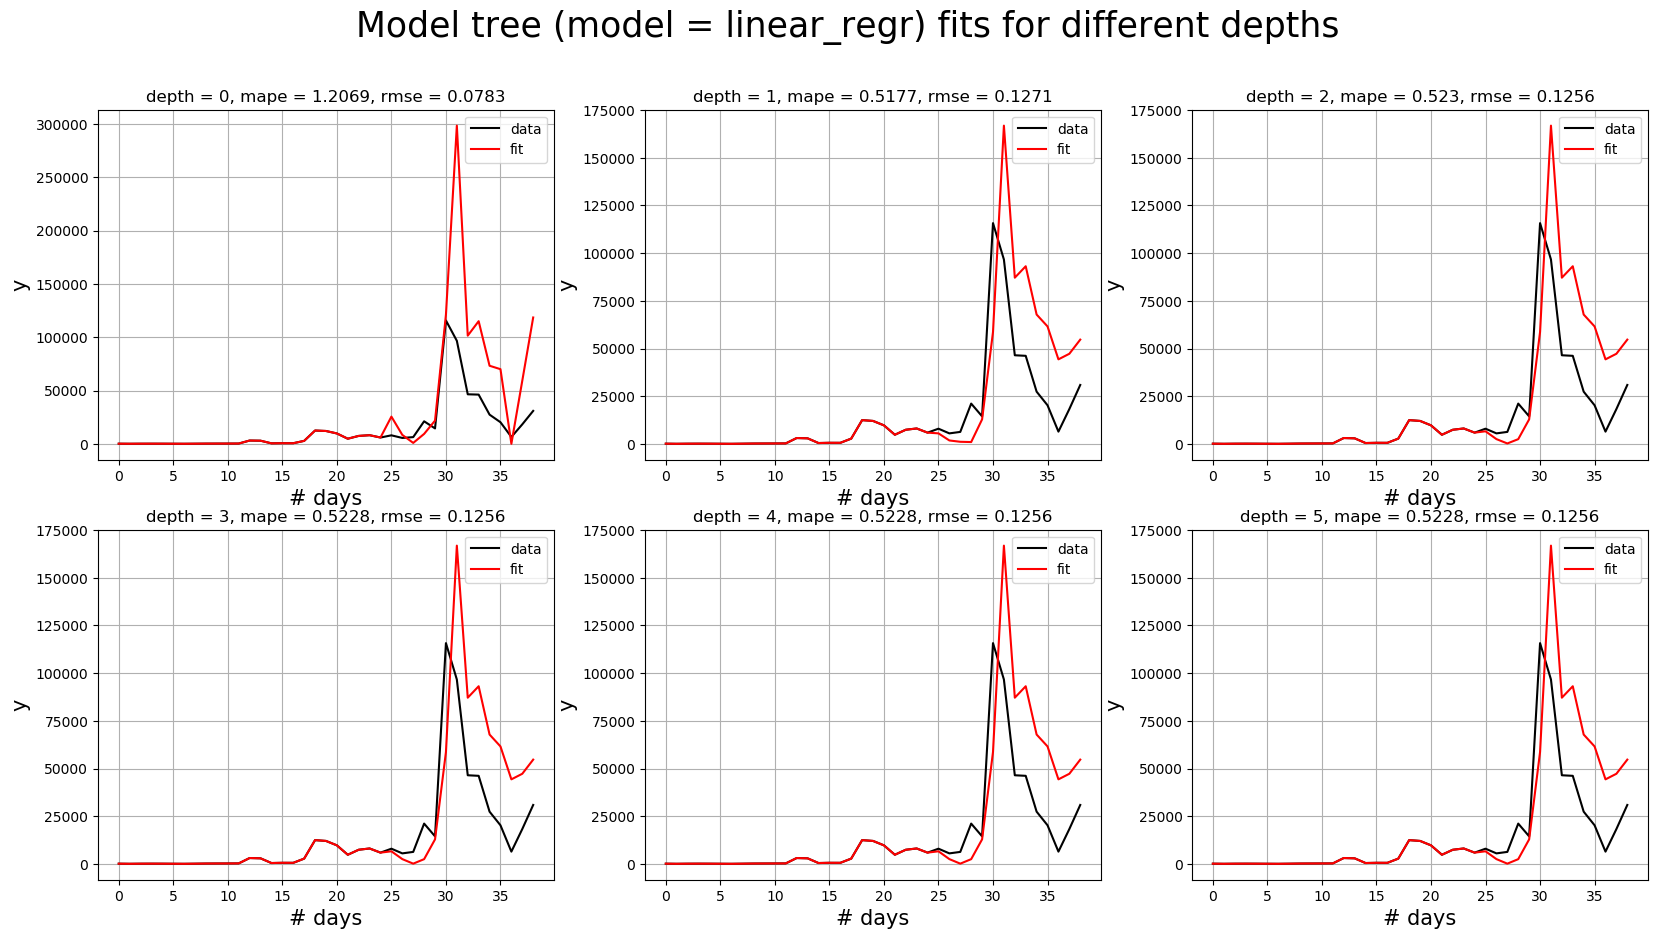 Model tree (model = linear_regr) fits for different depths
depth = 0, mape = 1.2069, rmse = 0.0783
300000
250000
200000
150000
100000
50000
0
y
data
fit
0 5 10 15 20 25 30 35
# days
depth = 1, mape = 0.5177, rmse = 0.1271
175000
150000
125000
100000
75000
50000
25000
0
y
data
fit
0 5 10 15 20 25 30 35
# days
depth = 2, mape = 0.523, rmse = 0.1256
175000
150000
125000
100000
75000
50000
25000
0
y
data
fit
0 5 10 15 20 25 30 35
# days
depth = 3, mape = 0.5228, rmse = 0.1256
175000
150000
125000
100000
75000
50000
25000
0
y
data
fit
0 5 10 15 20 25 30 35
# days
depth = 4, mape = 0.5228, rmse = 0.1256
175000
150000
125000
100000
75000
50000
25000
0
y
data
fit
0 5 10 15 20 25 30 35
# days
depth = 5, mape = 0.5228, rmse = 0.1256
175000
150000
125000
100000
75000
50000
25000
0
y
data
fit
0 5 10 15 20 25 30 35
# days